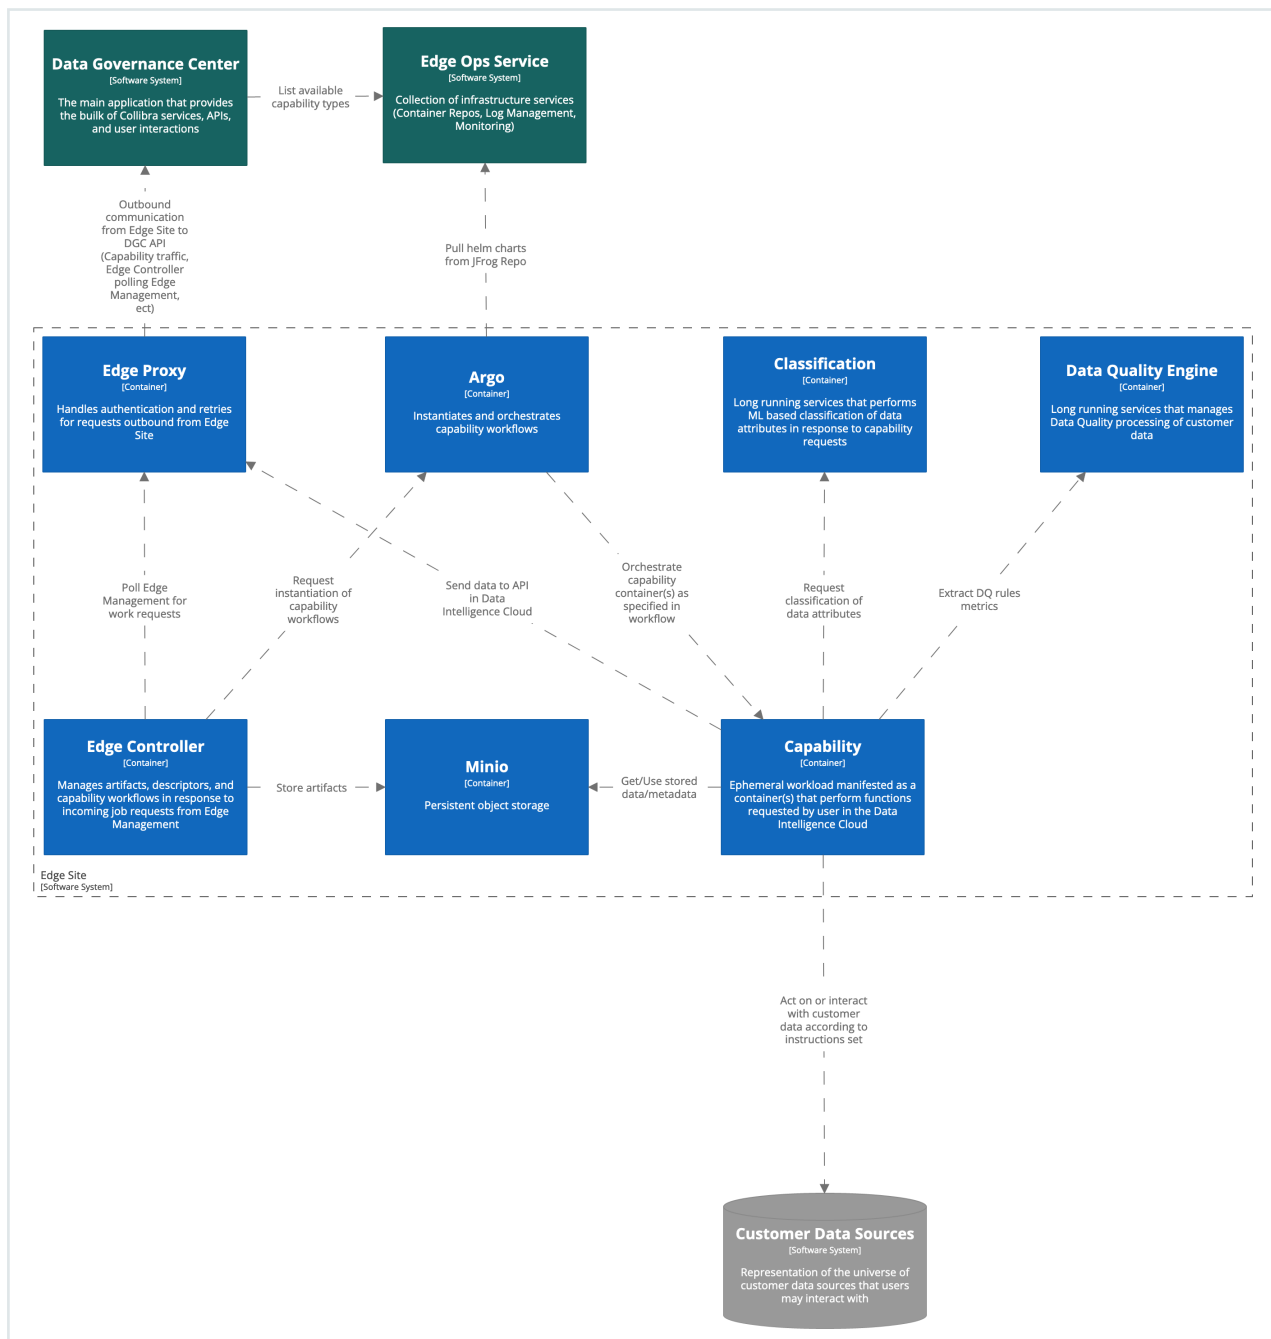 Data Governance Center
[Software System]
The main application that provides
the builk of Collibra services, APIs,
and user interactions
List available
capability types
Edge Ops Service
[Software System]
Collection of infrastructure services
(Container Repos, Log Management,
Monitoring)
Outbound
communication
from Edge Site to
DGC API
(Capability traffic,
Edge Controller
polling Edge
Management,
ect)
Pull helm charts
from JFrog Repo
Edge Proxy
[Container]
Handles authentication and retries
for requests outbound from Edge
Site
Argo
[Container]
Instantiates and orchestrates
capability workflows
Classification
[Container]
Long running services that performs
ML based classification of data
attributes in response to capability
requests
Data Quality Engine
[Container]
Long running services that manages
Data Quality processing of customer
data
Poll Edge
Management for
work requests
Request
instantiation of
capability
workflows
Send data to API
in Data
Intelligence Cloud
Orchestrate
capability
container(s) as
specified in
workflow
Request
classification of
data attributes
Extract DQ rules
metrics
Edge Controller
[Container]
Manages artifacts, descriptors, and
capability workflows in response to
incoming job requests from Edge
Management
Store artifacts
Minio
[Container]
Persistent object storage
Get/Use stored
data/metadata
Capability
[Container]
Ephemeral workload manifested as a
container(s) that perform functions
requested by user in the Data
Intelligence Cloud
Edge Site
[Software System]
Act on or interact
with customer
data according to
instructions set
Customer Data Sources
[Software System]
Representation of the universe of
customer data sources that users
may interact with